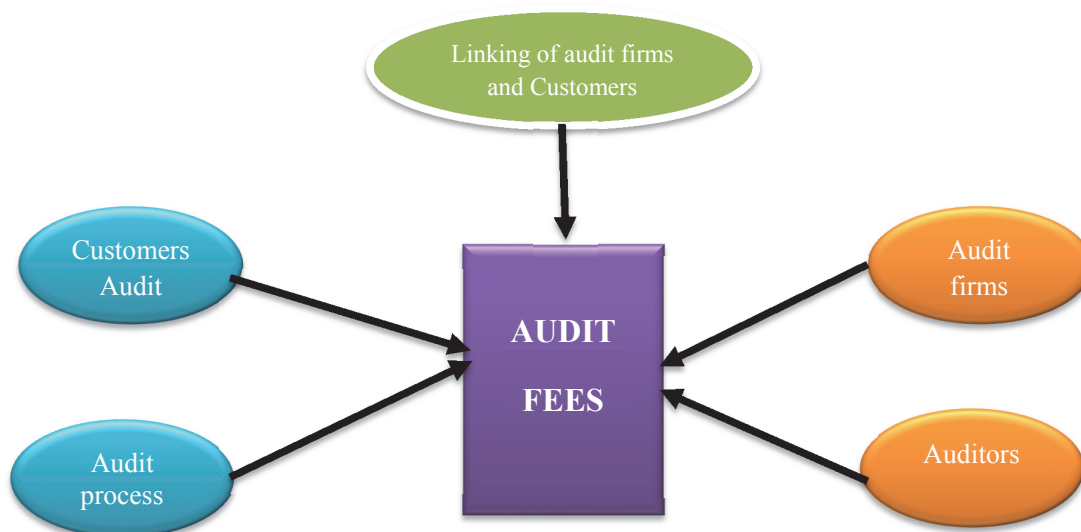 Linking of audit firms
and Customers
Customers
Audit
Audit
firms
AUDIT
FEES
Audit
process
Auditors